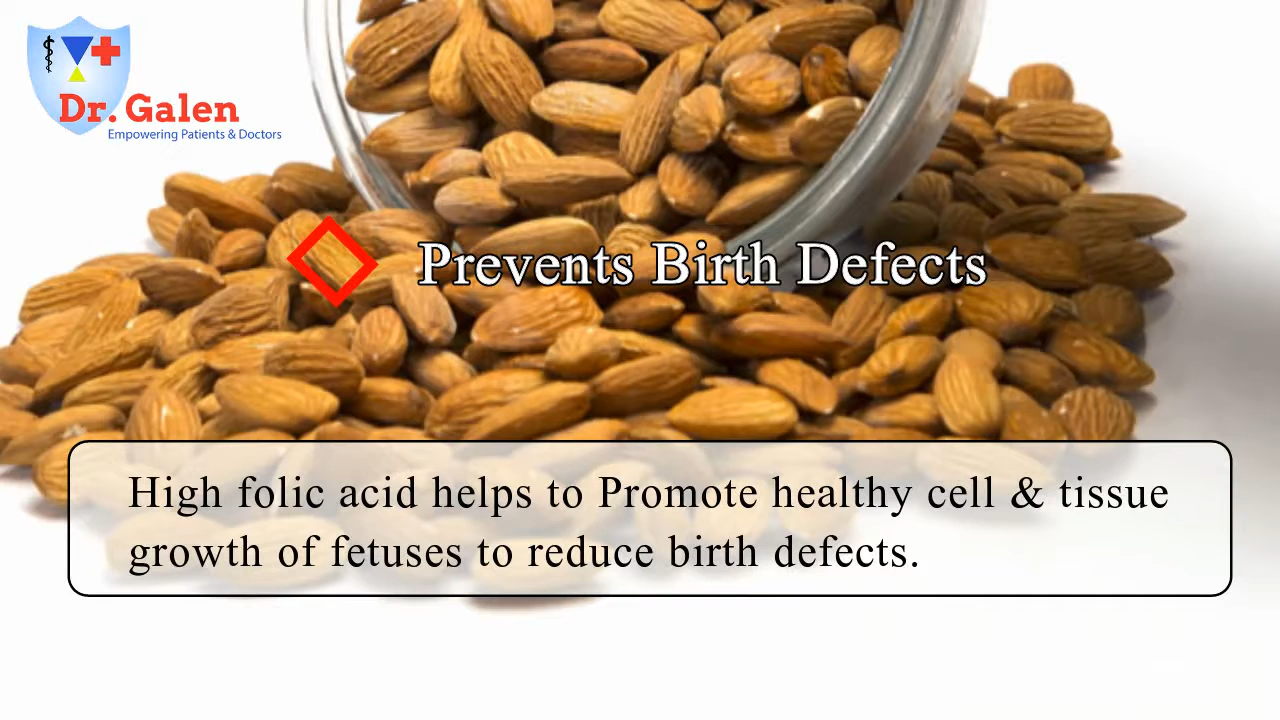 Dr. Galen
Empowering Patients & Doctors
Prevents Birth Defects
High folic acid helps to Promote healthy cell & tissue
growth of fetuses to reduce birth defects.